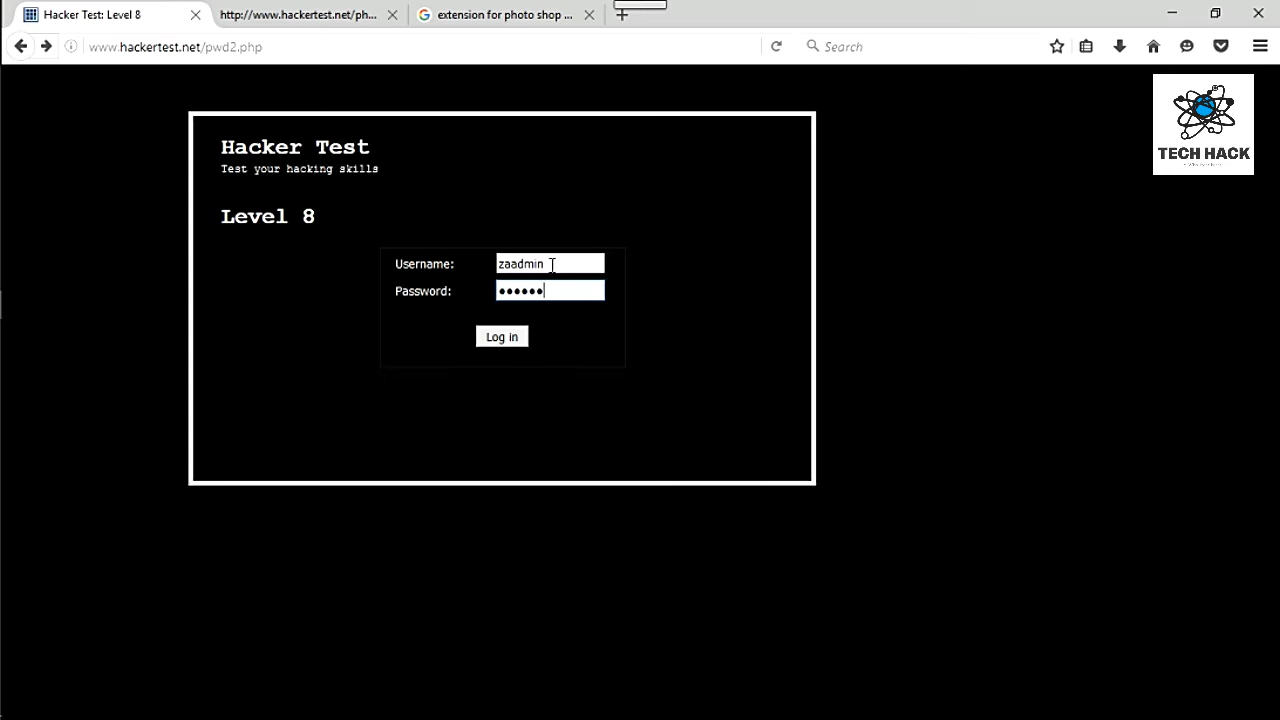 Hacker Test: Level 8
http://www.hackertest.net/ph...
extension for photo shop ...
www.hackertest.net/pwd2.php
Search
TECH HACK
Hacker Test
Test your hacking skills
Level 8
Username: zaadmin
Password: ●●●●●●
Log in